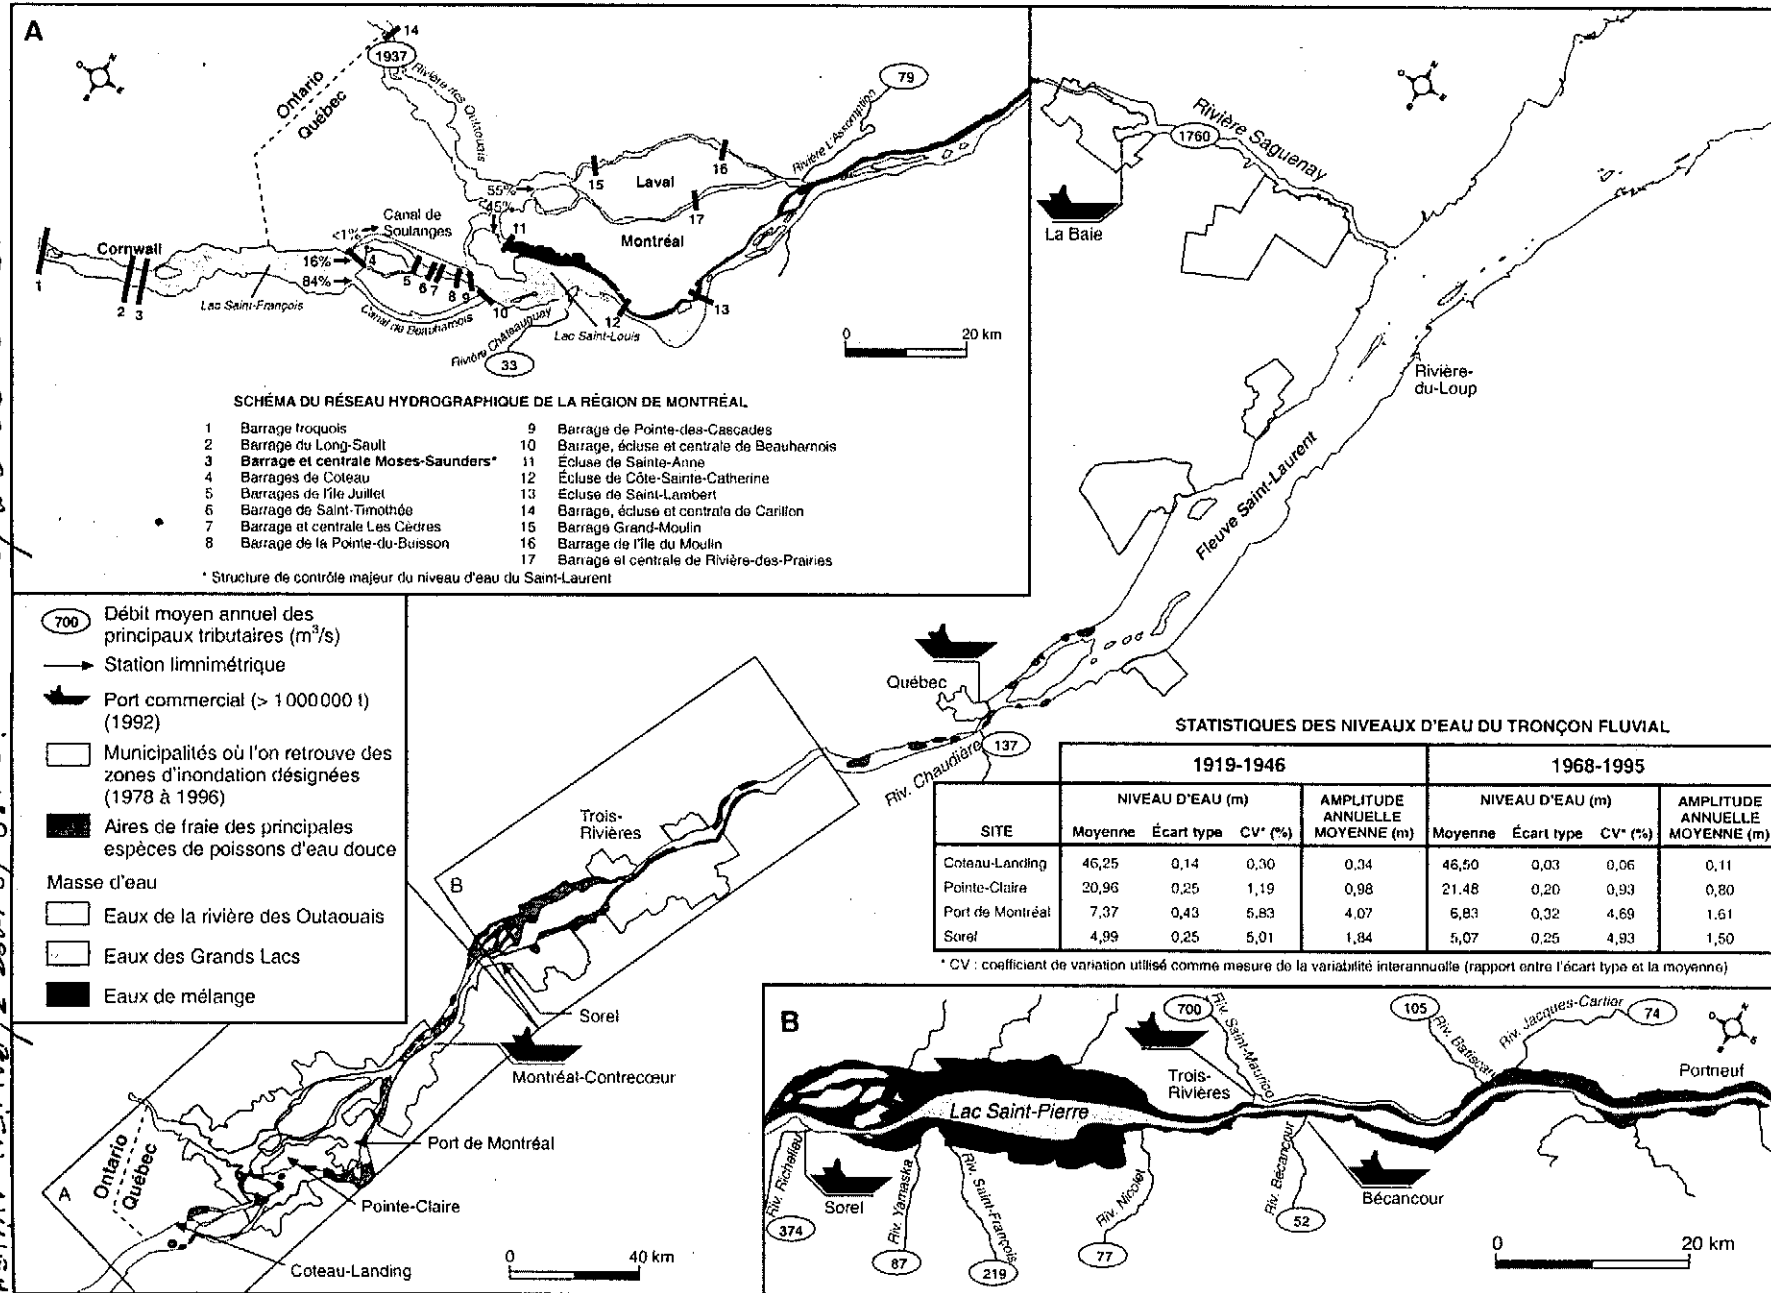 A
14
1937
Rivière des Outaouais
Ontario
Québec
79
Rivière L'Assomption
15
Laval
16
55%
45%
17
Canal de
Soulanges
<1%
11
Montréal
Cornwall
16%
4
84%
5
6
7
8
9
10
1
2
3
Lac Saint-François
Canal de Beauharnois
Rivière Châteauguay
Lac Saint-Louis
12
13
33
0 20 km
SCHÉMA DU RÉSEAU HYDROGRAPHIQUE DE LA RÉGION DE MONTRÉAL
1 Barrage Iroquois
2 Barrage du Long-Sault
3 Barrage et centrale Moses-Saunders*
4 Barrages de Coteau
5 Barrages de l'île Juillet
6 Barrage de Saint-Timothée
7 Barrage et centrale Les Cèdres
8 Barrage de la Pointe-du-Buisson
9 Barrage de Pointe-des-Cascades
10 Barrage, écluse et centrale de Beauharnois
11 Écluse de Sainte-Anne
12 Écluse de Côte-Sainte-Catherine
13 Écluse de Saint-Lambert
14 Barrage, écluse et centrale de Carillon
15 Barrage Grand-Moulin
16 Barrage de l'île du Moulin
17 Barrage et centrale de Rivière-des-Prairies
* Structure de contrôle majeur du niveau d'eau du Saint-Laurent
Rivière Saguenay
1760
La Baie
Rivière-
du-Loup
Fleuve Saint-Laurent
Québec
137
Riv. Chaudière
700 Débit moyen annuel des
principaux tributaires (m³/s)
Station limnimétrique
Port commercial (> 1 000 000 t)
(1992)
Municipalités où l'on retrouve des
zones d'inondation désignées
(1978 à 1996)
Aires de fraie des principales
espèces de poissons d'eau douce
Masse d'eau
Eaux de la rivière des Outaouais
Eaux des Grands Lacs
Eaux de mélange
Trois-
Rivières
B
Sorel
Montréal-Contrecœur
Port de Montréal
Pointe-Claire
Coteau-Landing
Ontario
Québec
A
0 40 km
STATISTIQUES DES NIVEAUX D'EAU DU TRONÇON FLUVIAL
1919-1946 1968-1995
NIVEAU D'EAU (m) AMPLITUDE ANNUELLE MOYENNE (m) NIVEAU D'EAU (m) AMPLITUDE ANNUELLE MOYENNE (m)
SITE Moyenne Écart type CV* (%) Moyenne Écart type CV* (%)
Coteau-Landing 46,25 0,14 0,30 0,34 46,50 0,03 0,06 0,11
Pointe-Claire 20,96 0,25 1,19 0,98 21.48 0,20 0,93 0,80
Port de Montréal 7,37 0,43 5,83 4,07 6,83 0,32 4,69 1.61
Sorel 4,99 0,25 5,01 1,84 5,07 0,25 4,93 1,50
* CV : coefficient de variation utilisé comme mesure de la variabilité interannuelle (rapport entre l'écart type et la moyenne)
B
700
Riv. Saint-Maurice
105
Riv. Batiscan
Riv. Jacques-Cartier
74
Trois-
Rivières
Portneuf
Lac Saint-Pierre
Riv. Richelieu
374
Sorel
Riv. Yamaska
87
Riv. Saint-François
219
Riv. Nicolet
77
Riv. Bécancour
52
Bécancour
0 20 km